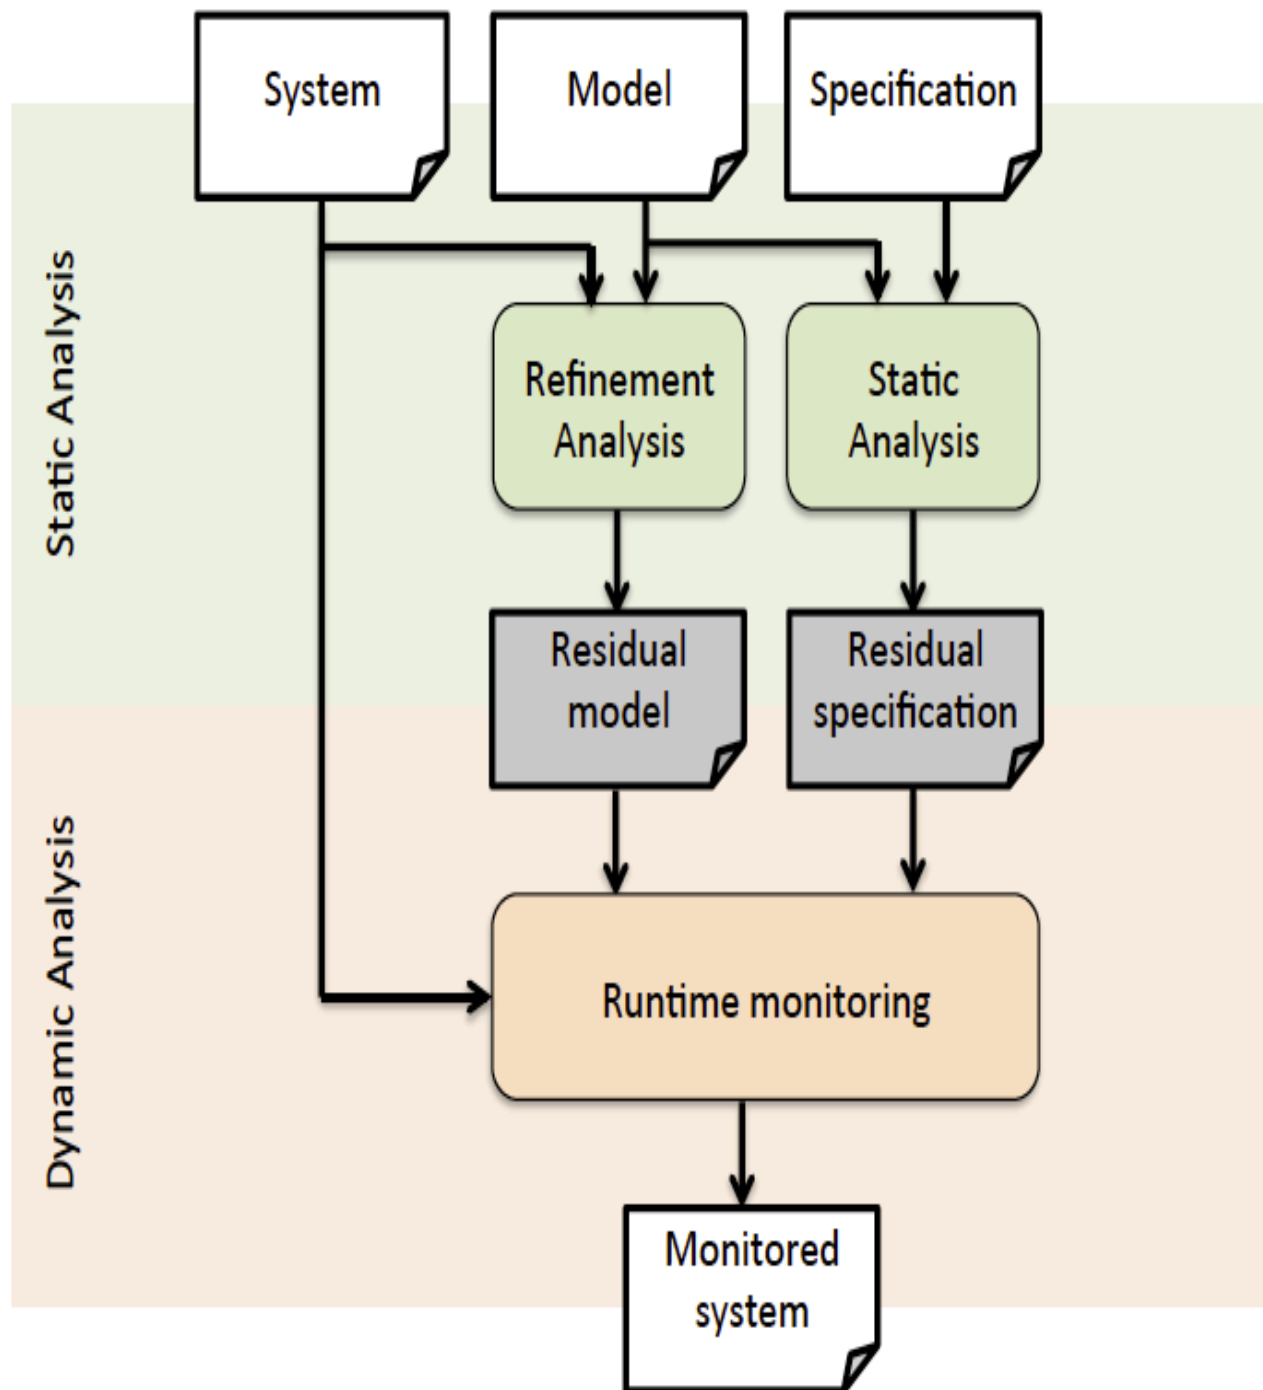 System
Model
Specification
Static Analysis
Refinement
Analysis
Static
Analysis
Residual
model
Residual
specification
Dynamic Analysis
Runtime monitoring
Monitored
system